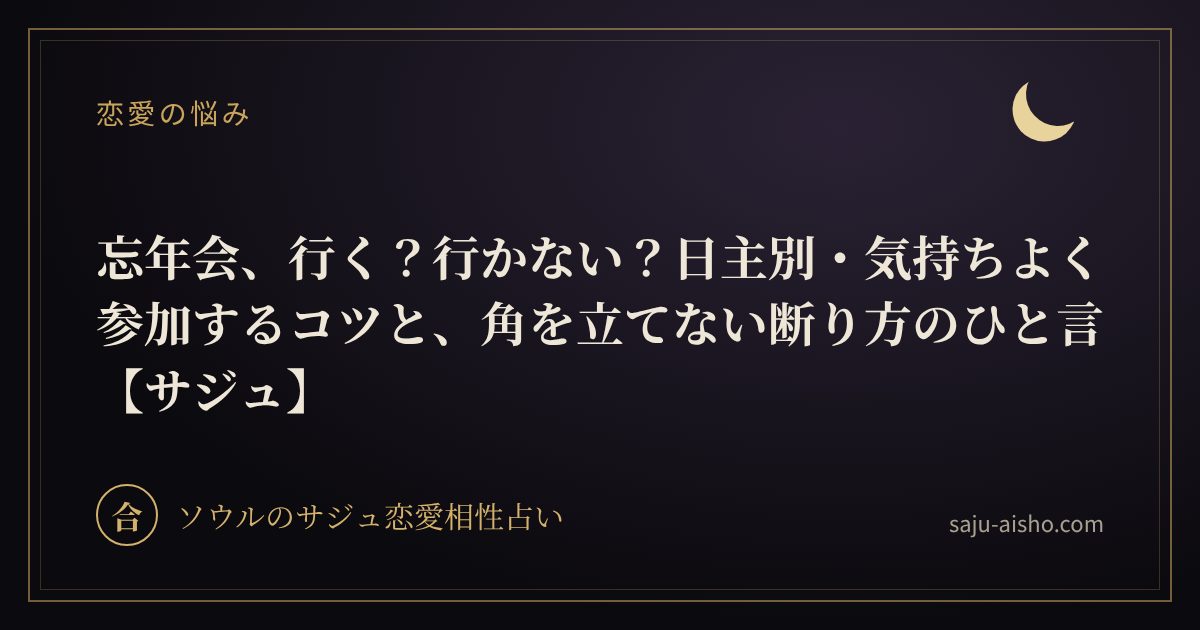 恋愛の悩み
忘年会、行く？行かない？日主別・気持ちよく
参加するコツと、角を立てない断り方のひと言
【サジュ】
合 ソウルのサジュ恋愛相性占い
saju-aisho.com